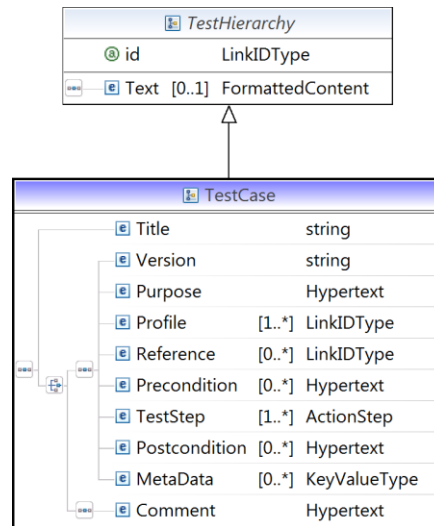 TestHierarchy
a id LinkIDType
e Text [0..1] FormattedContent
TestCase
e Title string
e Version string
e Purpose Hypertext
e Profile [1..*] LinkIDType
e Reference [0..*] LinkIDType
e Precondition [0..*] Hypertext
e TestStep [1..*] ActionStep
e Postcondition [0..*] Hypertext
e MetaData [0..*] KeyValueType
e Comment Hypertext